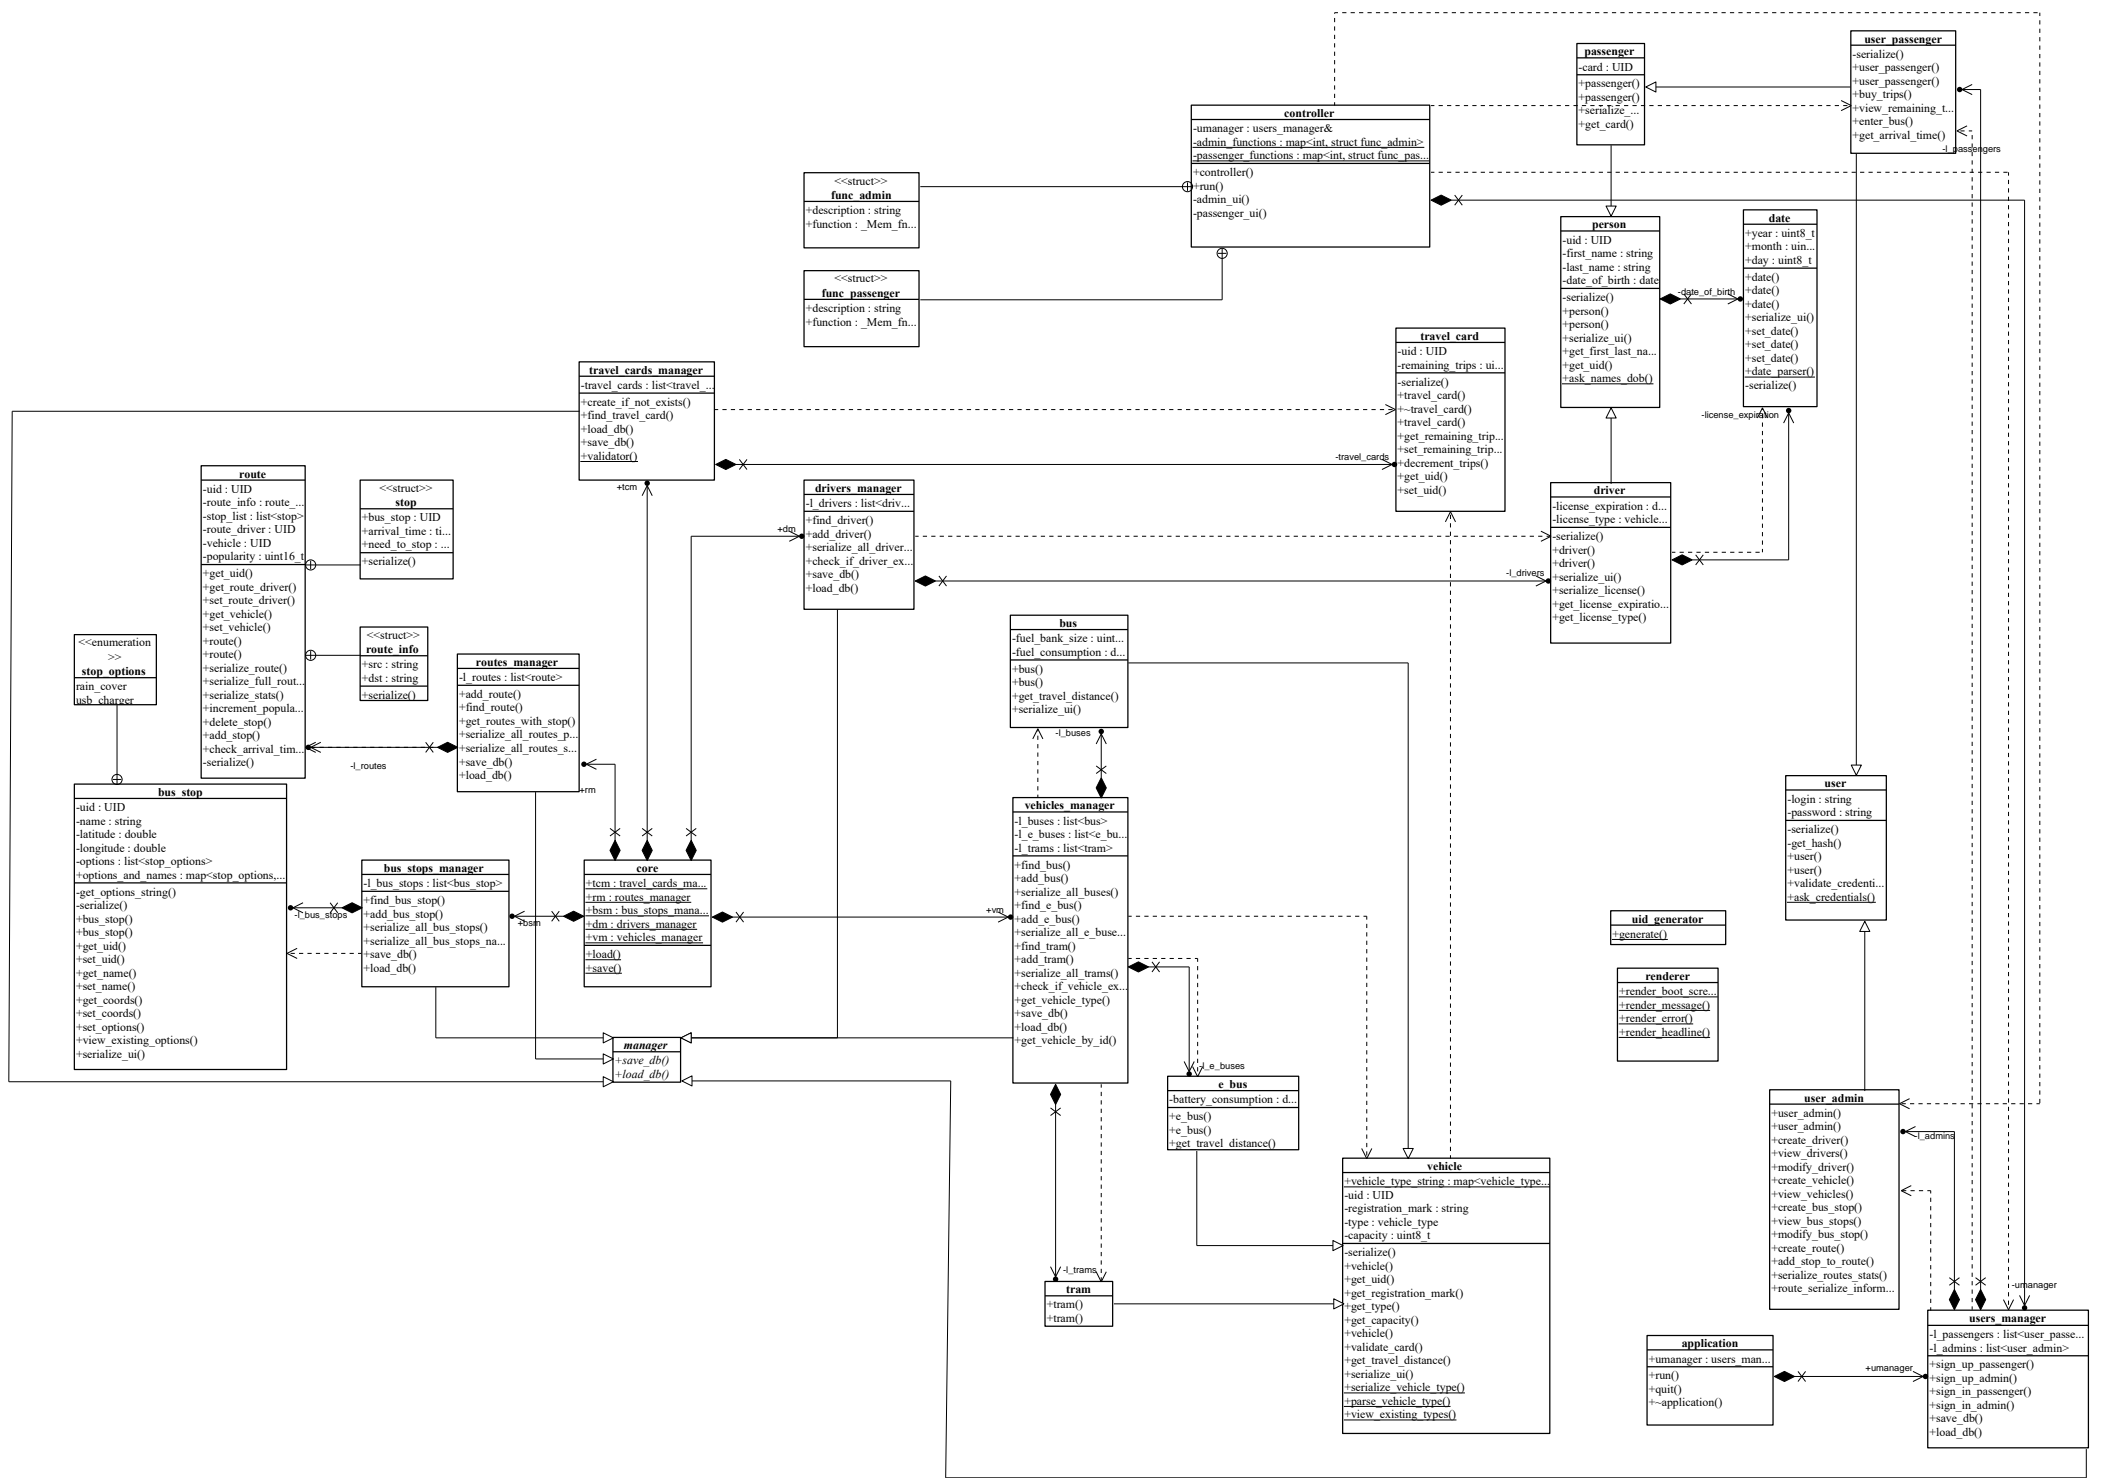 user_passenger
-serialize()
+user_passenger()
+user_passenger()
+buy_trips()
+view_remaining_t...
+enter_bus()
+get_arrival_time()
-l_passengers
passenger
-card : UID
+passenger()
+passenger()
+serialize_...
+get_card()
controller
-umanager : users_manager&
-admin_functions : map<int, struct func_admin>
-passenger_functions : map<int, struct func_pas...
+controller()
+run()
-admin_ui()
-passenger_ui()
<<struct>>
func_admin
+description : string
+function : _Mem_fn...
<<struct>>
func_passenger
+description : string
+function : _Mem_fn...
person
-uid : UID
-first_name : string
-last_name : string
-date_of_birth : date
-serialize()
+person()
+person()
+serialize_ui()
+get_first_last_na...
+get_uid()
+ask_names_dob()
-date_of_birth
date
+year : uint8_t
+month : uin...
+day : uint8_t
+date()
+date()
+date()
+serialize_ui()
+set_date()
+set_date()
+set_date()
+date_parser()
-serialize()
-license_expiration
travel_card
-uid : UID
-remaining_trips : ui...
-serialize()
+travel_card()
+~travel_card()
+travel_card()
+get_remaining_trip...
+set_remaining_trip...
+decrement_trips()
+get_uid()
+set_uid()
-travel_cards
travel_cards_manager
-travel_cards : list<travel_...
+create_if_not_exists()
+find_travel_card()
+load_db()
+save_db()
+validator()
+tcm
route
-uid : UID
-route_info : route_...
-stop_list : list<stop>
-route_driver : UID
-vehicle : UID
-popularity : uint16_t
+get_uid()
+get_route_driver()
+set_route_driver()
+get_vehicle()
+set_vehicle()
+route()
+route()
+serialize_route()
+serialize_full_rout...
+serialize_stats()
+increment_popula...
+delete_stop()
+add_stop()
+check_arrival_tim...
-serialize()
<<struct>>
stop
+bus_stop : UID
+arrival_time : ti...
+need_to_stop : ...
+serialize()
<<struct>>
route_info
+src : string
+dst : string
+serialize()
drivers_manager
-l_drivers : list<driv...
+find_driver()
+add_driver()
+serialize_all_driver...
+check_if_driver_ex...
+save_db()
+load_db()
+dm
-l_drivers
driver
-license_expiration : d...
-license_type : vehicle...
-serialize()
+driver()
+driver()
+serialize_ui()
+serialize_license()
+get_license_expiratio...
+get_license_type()
<<enumeration
>>
stop_options
rain_cover
usb_charger
routes_manager
-l_routes : list<route>
+add_route()
+find_route()
+get_routes_with_stop()
+serialize_all_routes_p...
+serialize_all_routes_s...
+save_db()
+load_db()
-l_routes
+rm
bus
-fuel_bank_size : uint...
-fuel_consumption : d...
+bus()
+bus()
+get_travel_distance()
+serialize_ui()
-l_buses
bus_stop
-uid : UID
-name : string
-latitude : double
-longitude : double
-options : list<stop_options>
+options_and_names : map<stop_options,...
-get_options_string()
-serialize()
+bus_stop()
+bus_stop()
+get_uid()
+set_uid()
+get_name()
+set_name()
+get_coords()
+set_coords()
+set_options()
+view_existing_options()
+serialize_ui()
-l_bus_stops
bus_stops_manager
-l_bus_stops : list<bus_stop>
+find_bus_stop()
+add_bus_stop()
+serialize_all_bus_stops()
+serialize_all_bus_stops_na...
+save_db()
+load_db()
+bsm
core
+tcm : travel_cards_ma...
+rm : routes_manager
+bsm : bus_stops_mana...
+dm : drivers_manager
+vm : vehicles_manager
+load()
+save()
+vm
vehicles_manager
-l_buses : list<bus>
-l_e_buses : list<e_bu...
-l_trams : list<tram>
+find_bus()
+add_bus()
+serialize_all_buses()
+find_e_bus()
+add_e_bus()
+serialize_all_e_buse...
+find_tram()
+add_tram()
+serialize_all_trams()
+check_if_vehicle_ex...
+get_vehicle_type()
+save_db()
+load_db()
+get_vehicle_by_id()
user
-login : string
-password : string
-serialize()
-get_hash()
+user()
+user()
+validate_credenti...
+ask_credentials()
uid_generator
+generate()
renderer
+render_boot_scre...
+render_message()
+render_error()
+render_headline()
manager
+save_db()
+load_db()
-l_e_buses
e_bus
-battery_consumption : d...
+e_bus()
+e_bus()
+get_travel_distance()
user_admin
+user_admin()
+user_admin()
+create_driver()
+view_drivers()
+modify_driver()
+create_vehicle()
+view_vehicles()
+create_bus_stop()
+view_bus_stops()
+modify_bus_stop()
+create_route()
+add_stop_to_route()
+serialize_routes_stats()
+route_serialize_inform...
-l_admins
vehicle
+vehicle_type_string : map<vehicle_type...
-uid : UID
-registration_mark : string
-type : vehicle_type
-capacity : uint8_t
-serialize()
+vehicle()
+get_uid()
+get_registration_mark()
+get_type()
+get_capacity()
+vehicle()
+validate_card()
+get_travel_distance()
+serialize_ui()
+serialize_vehicle_type()
+parse_vehicle_type()
+view_existing_types()
-l_trams
tram
+tram()
+tram()
-umanager
users_manager
-l_passengers : list<user_passe...
-l_admins : list<user_admin>
+sign_up_passenger()
+sign_up_admin()
+sign_in_passenger()
+sign_in_admin()
+save_db()
+load_db()
application
+umanager : users_man...
+run()
+quit()
+~application()
+umanager